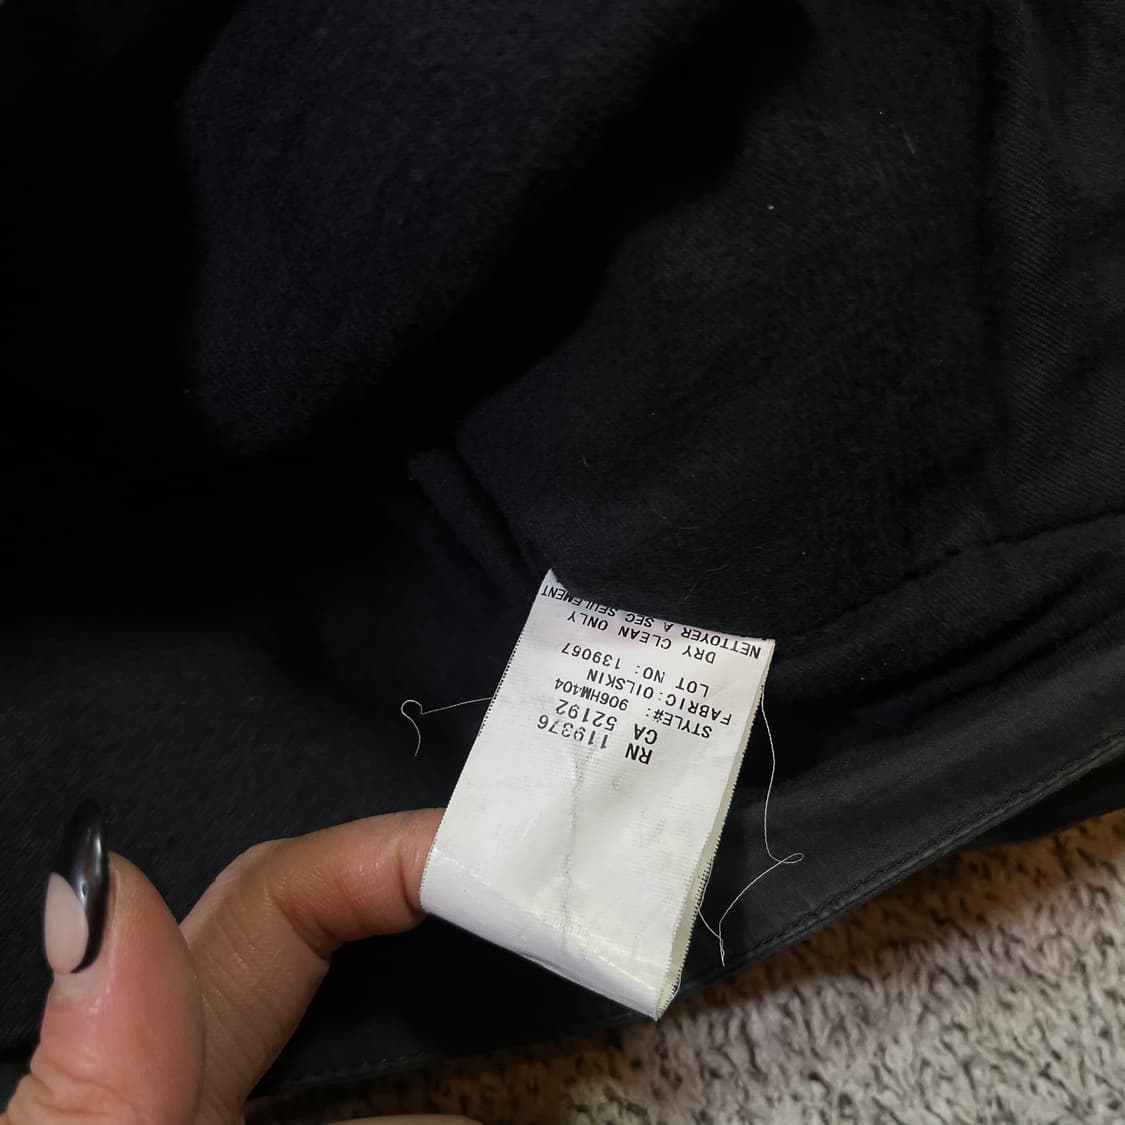 RN 119376
CA 52192
STYLE#: 906HM404
FABRIC:OILSKIN
LOT NO: 139067
DRY CLEAN ONLY
NETTOYER A SEC SEULEMENT